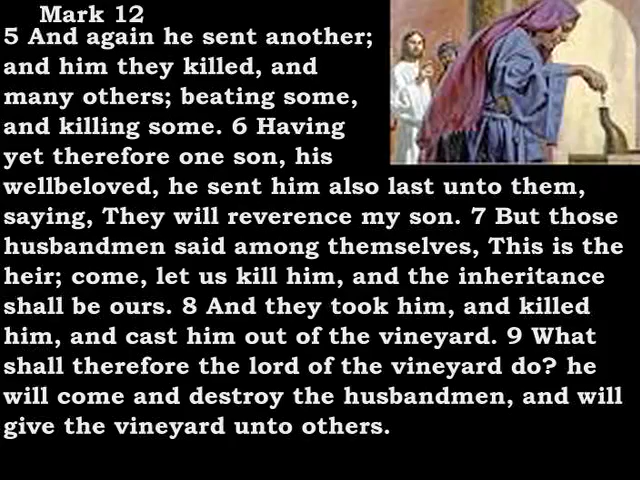 Mark 12
5 And again he sent another;
and him they killed, and
many others; beating some,
and killing some. 6 Having
yet therefore one son, his
wellbeloved, he sent him also last unto them,
saying, They will reverence my son. 7 But those
husbandmen said among themselves, This is the
heir; come, let us kill him, and the inheritance
shall be ours. 8 And they took him, and killed
him, and cast him out of the vineyard. 9 What
shall therefore the lord of the vineyard do? he
will come and destroy the husbandmen, and will
give the vineyard unto others.